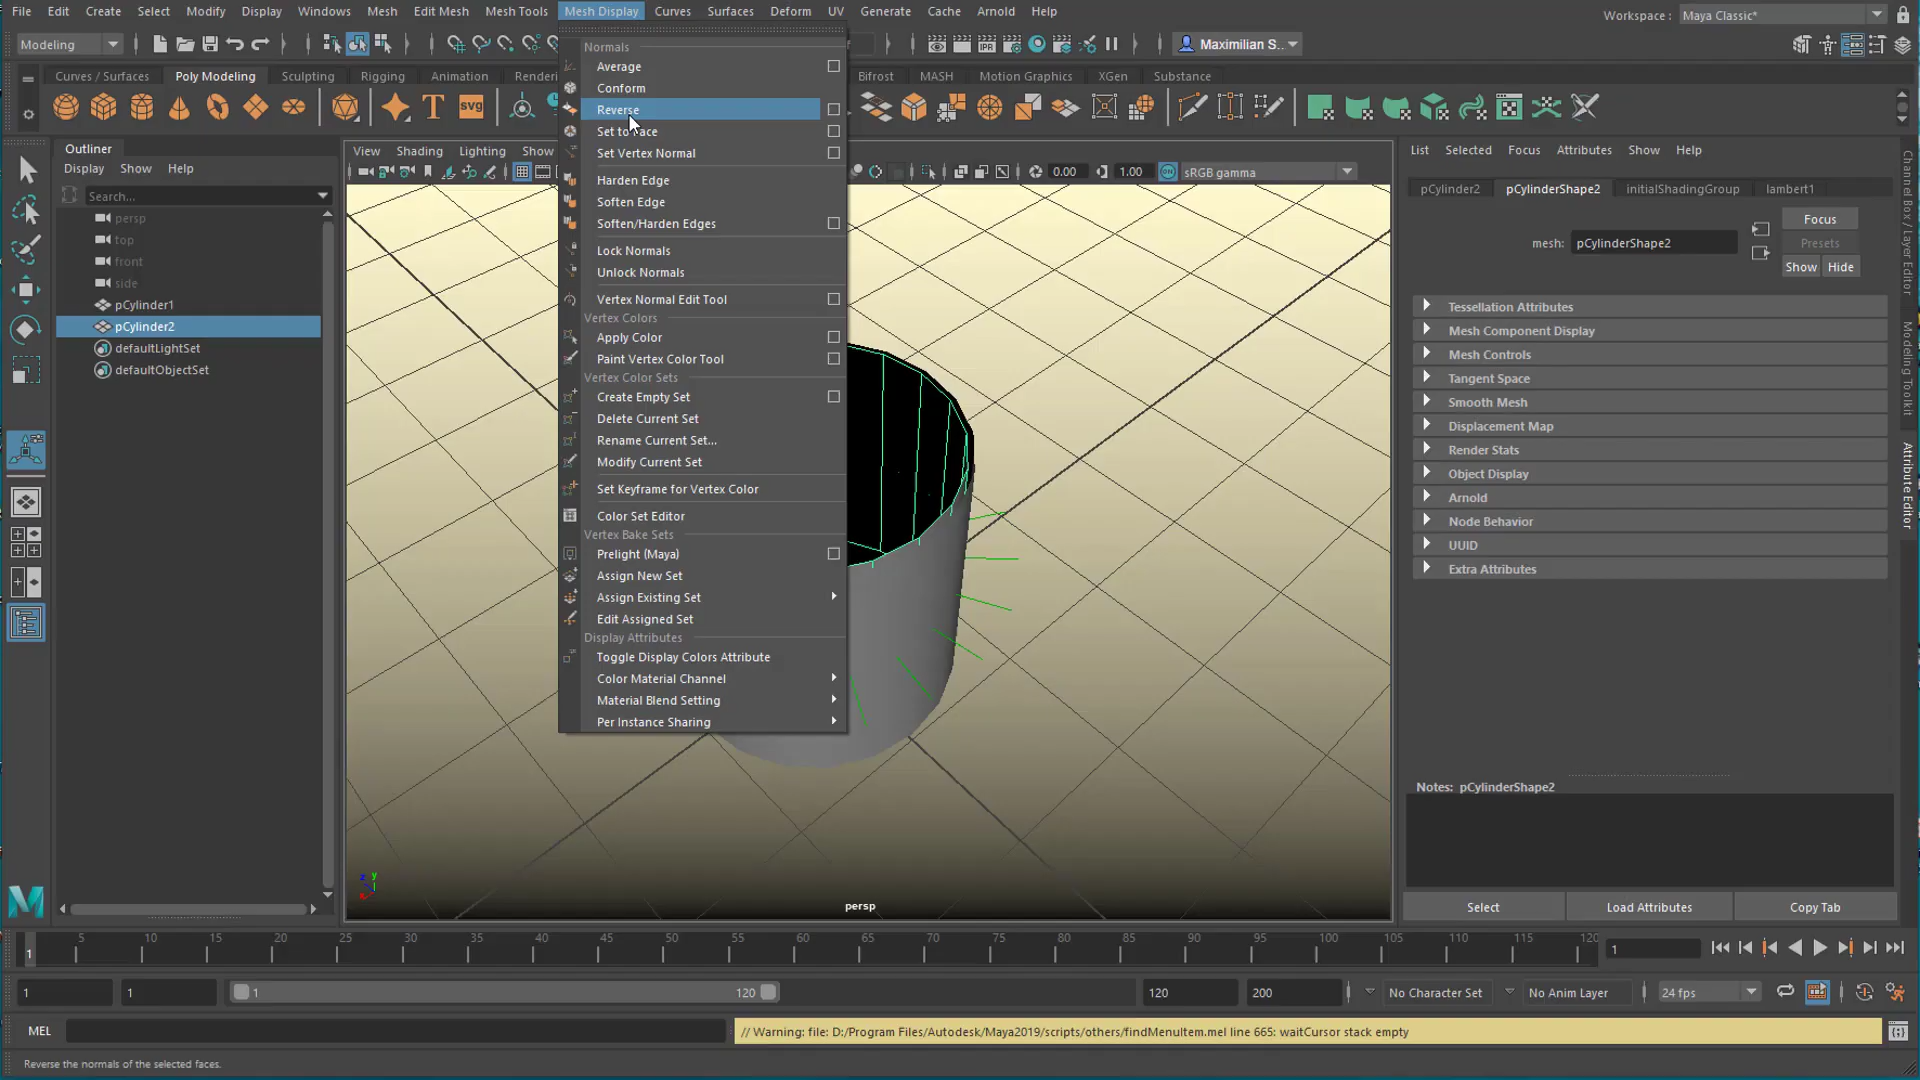 File Edit Create Select Modify Display Windows Mesh Edit Mesh Mesh Tools Mesh Display Curves Surfaces Deform UV Generate Cache Arnold Help
Workspace : Maya Classic*
Modeling
Maximilian S...
Curves / Surfaces Poly Modeling Sculpting Rigging Animation Renderi
Bifrost MASH Motion Graphics XGen Substance
IPR
T
svg
Outliner
Display Show Help
Search...
persp
top
front
side
pCylinder1
pCylinder2
defaultLightSet
defaultObjectSet
View Shading Lighting Show
0.00 1.00 sRGB gamma
Normals
Average
Conform
Reverse
Set to Face
Set Vertex Normal
Harden Edge
Soften Edge
Soften/Harden Edges
Lock Normals
Unlock Normals
Vertex Normal Edit Tool
Vertex Colors
Apply Color
Paint Vertex Color Tool
Vertex Color Sets
Create Empty Set
Delete Current Set
Rename Current Set...
Modify Current Set
Set Keyframe for Vertex Color
Color Set Editor
Vertex Bake Sets
Prelight (Maya)
Assign New Set
Assign Existing Set
Edit Assigned Set
Display Attributes
Toggle Display Colors Attribute
Color Material Channel
Material Blend Setting
Per Instance Sharing
z y
persp
List Selected Focus Attributes Show Help
pCylinder2 pCylinderShape2 initialShadingGroup lambert1
Focus
mesh: pCylinderShape2
Presets
Show Hide
Tessellation Attributes
Mesh Component Display
Mesh Controls
Tangent Space
Smooth Mesh
Displacement Map
Render Stats
Object Display
Arnold
Node Behavior
UUID
Extra Attributes
Notes: pCylinderShape2
Select Load Attributes Copy Tab
Channel Box / Layer Editor
Modeling Toolkit
Attribute Editor
1 5 10 15 20 25 30 35 40 45 50 55 60 65 70 75 80 85 90 95 100 105 110 115 120
1
1 1 1 120 120 200 No Character Set No Anim Layer 24 fps
MEL
// Warning: file: D:/Program Files/Autodesk/Maya2019/scripts/others/findMenuItem.mel line 665: waitCursor stack empty
Reverse the normals of the selected faces.